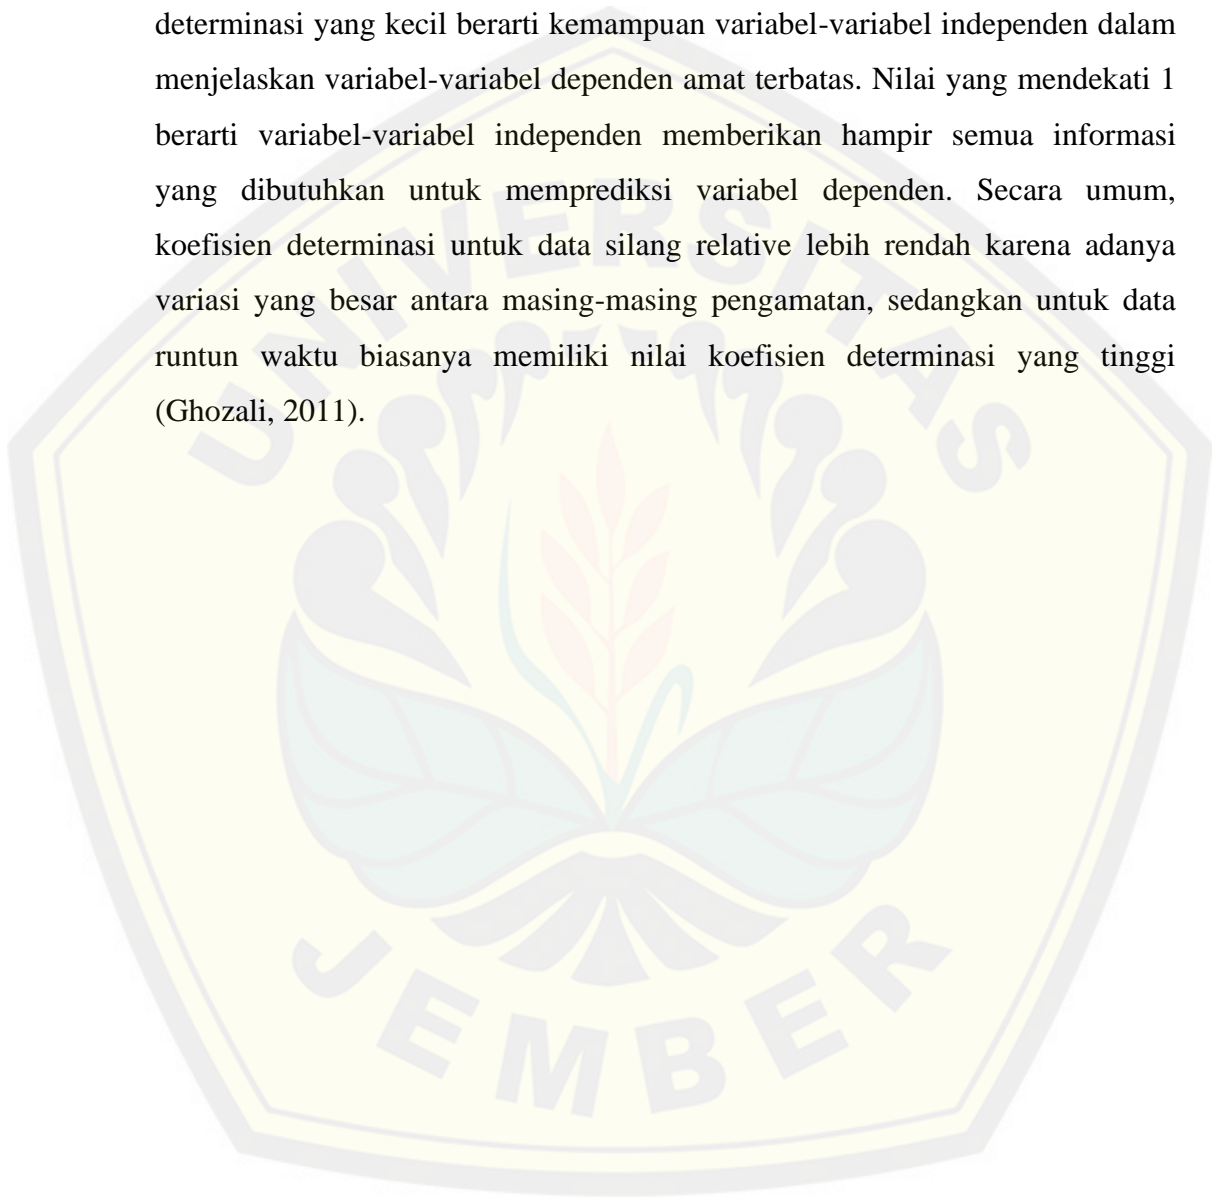 determinasi yang kecil berarti kemampuan variabel-variabel independen dalam
menjelaskan variabel-variabel dependen amat terbatas. Nilai yang mendekati 1
berarti variabel-variabel independen memberikan hampir semua informasi
yang dibutuhkan untuk memprediksi variabel dependen. Secara umum,
koefisien determinasi untuk data silang relative lebih rendah karena adanya
variasi yang besar antara masing-masing pengamatan, sedangkan untuk data
runtun waktu biasanya memiliki nilai koefisien determinasi yang tinggi
(Ghozali, 2011).
UNIVERSITAS
JEMBER